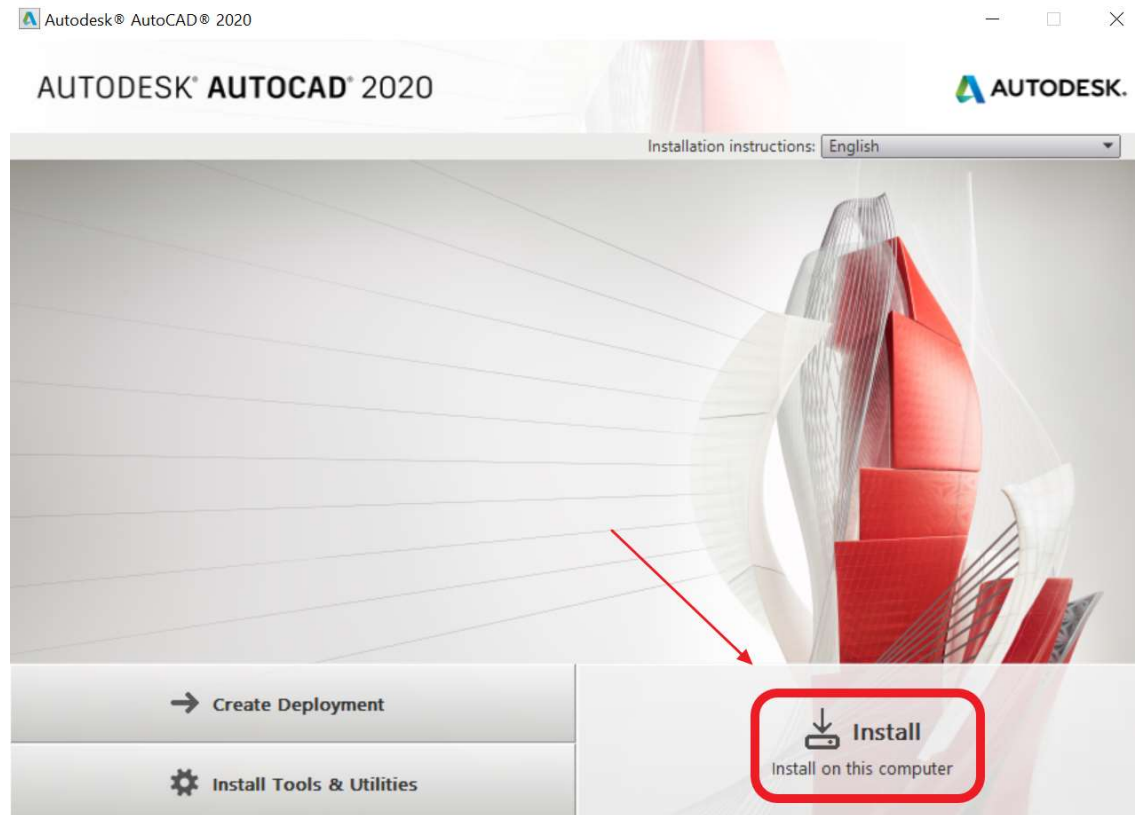 Autodesk® AutoCAD® 2020
AUTODESK® AUTOCAD® 2020
AUTODESK.
Installation instructions: English
Create Deployment
Install
Install on this computer
Install Tools & Utilities